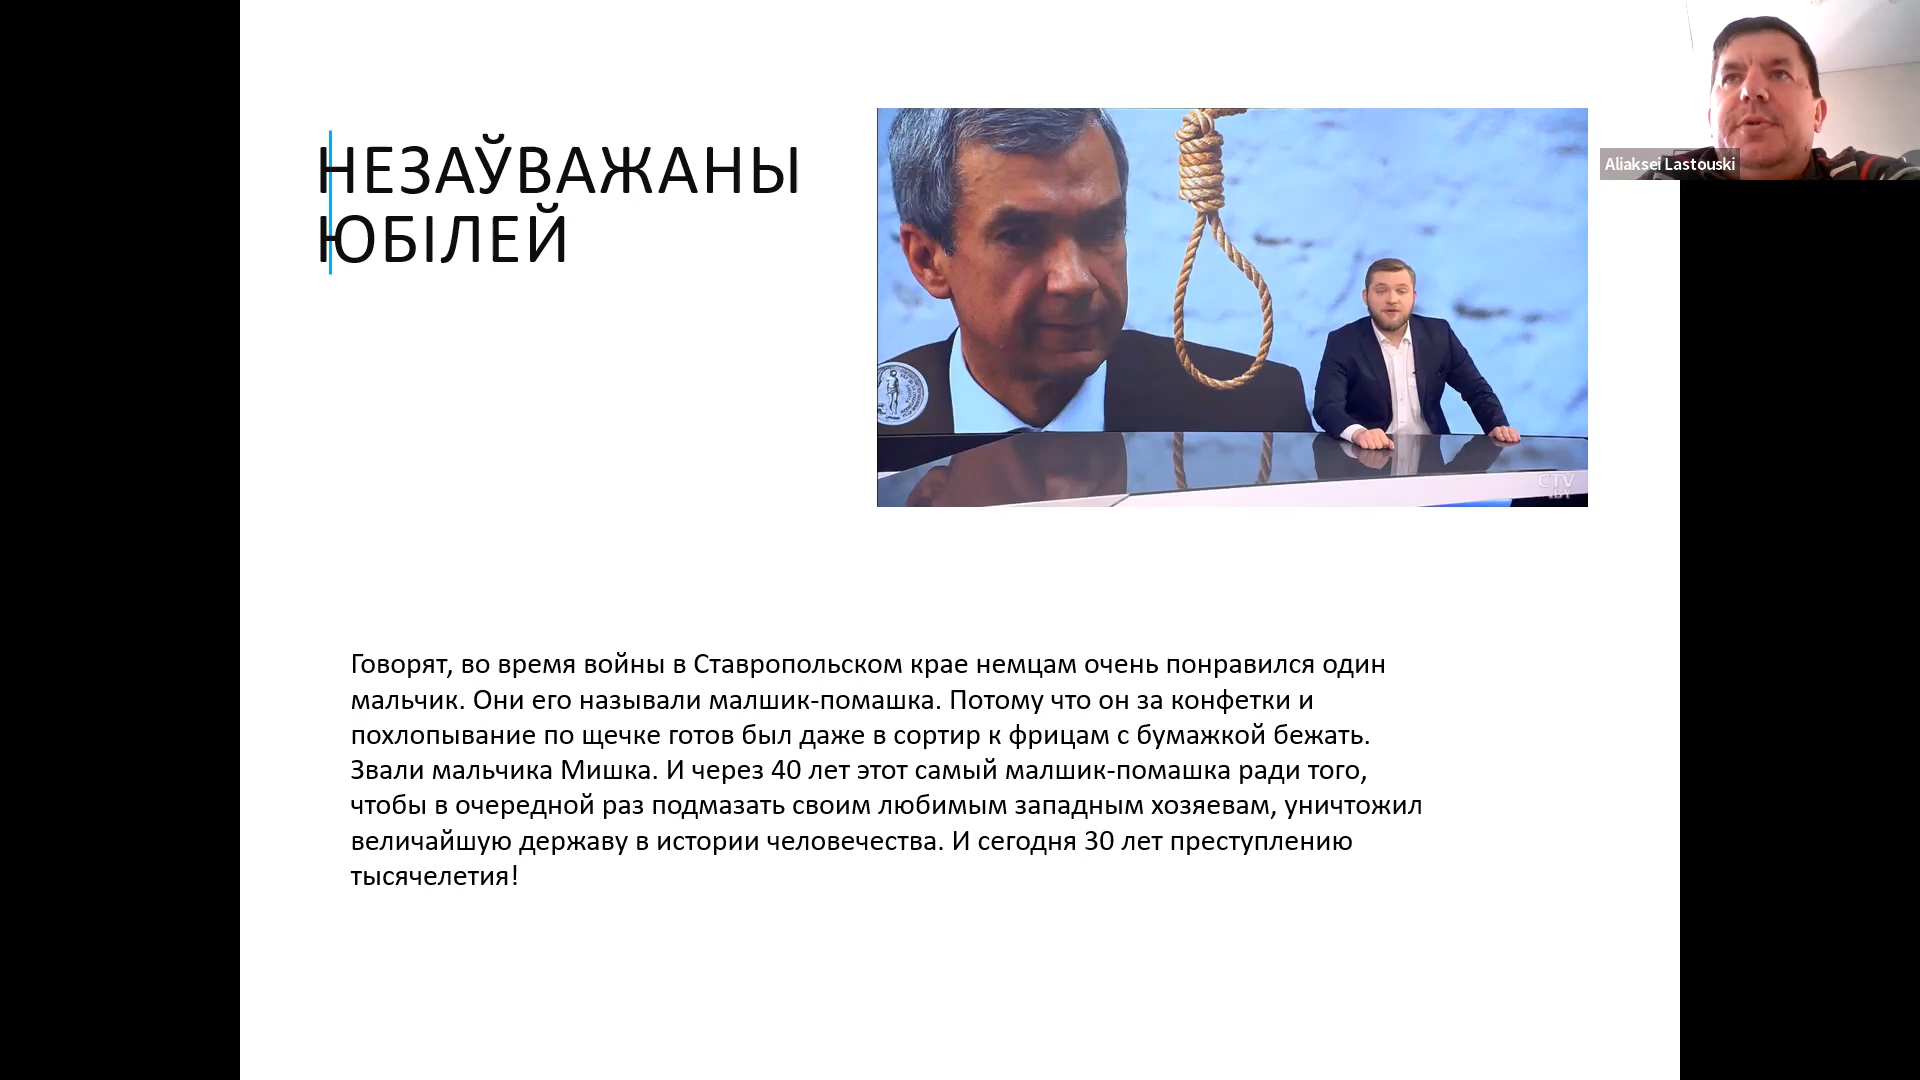 НЕЗАЎВАЖАНЫ
ЮБІЛЕЙ
Aliaksei Lastouski
CTV
.BY
Говорят, во время войны в Ставропольском крае немцам очень понравился один
мальчик. Они его называли малшик-помашка. Потому что он за конфетки и
похлопывание по щечке готов был даже в сортир к фрицам с бумажкой бежать.
Звали мальчика Мишка. И через 40 лет этот самый малшик-помашка ради того,
чтобы в очередной раз подмазать своим любимым западным хозяевам, уничтожил
величайшую державу в истории человечества. И сегодня 30 лет преступлению
тысячелетия!